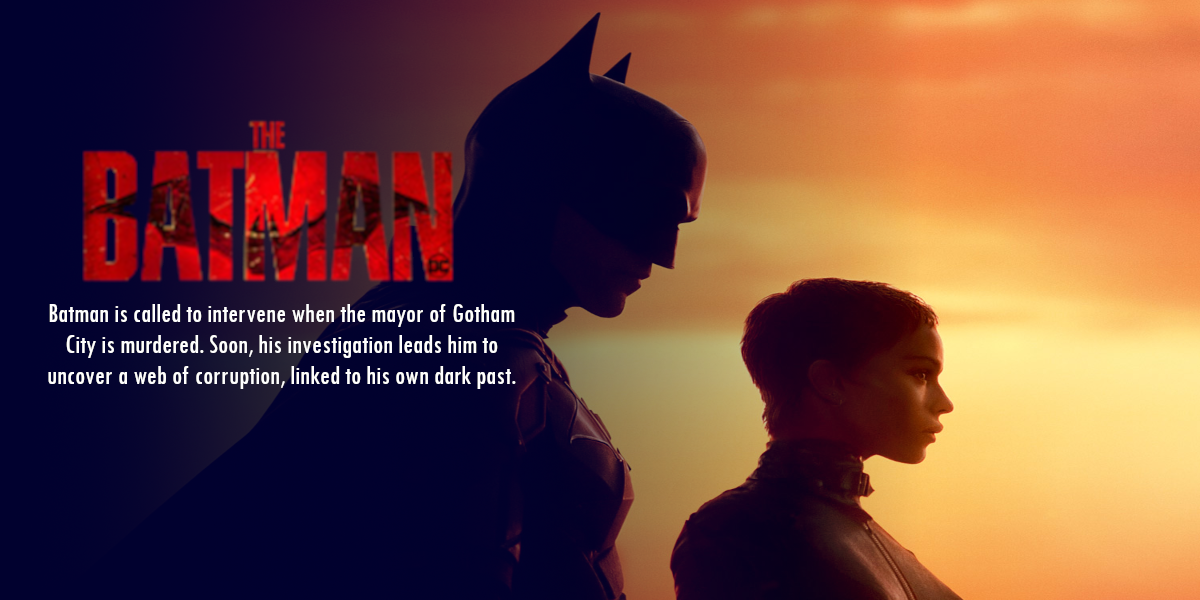 THE
BATMAN
DC
Batman is called to intervene when the mayor of Gotham
City is murdered. Soon, his investigation leads him to
uncover a web of corruption, linked to his own dark past.